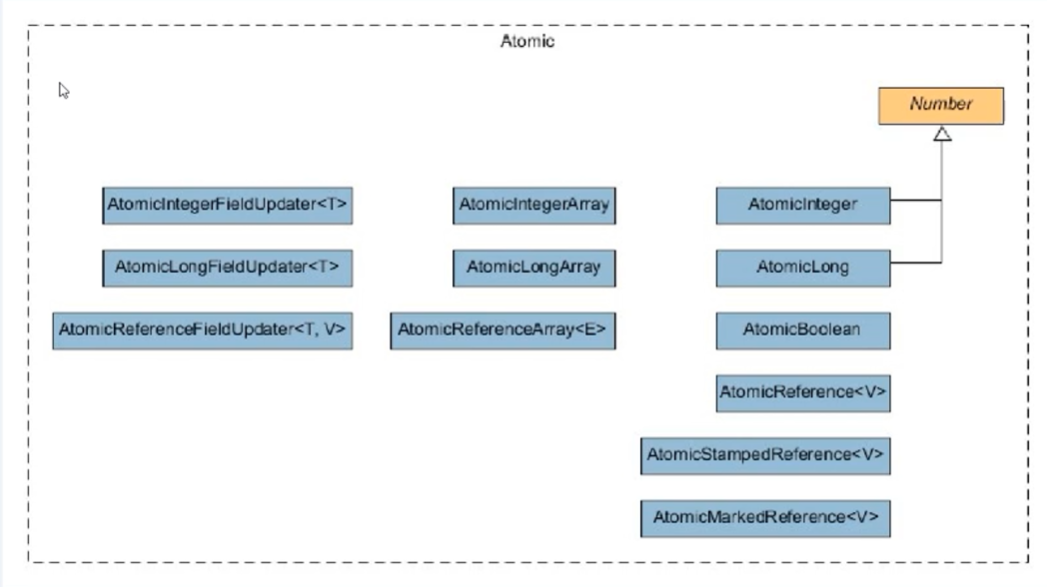 Atomic
Number
AtomicIntegerFieldUpdater<T>
AtomicIntegerArray
AtomicInteger
AtomicLongFieldUpdater<T>
AtomicLongArray
AtomicLong
AtomicReferenceFieldUpdater<T, V>
AtomicReferenceArray<E>
AtomicBoolean
AtomicReference<V>
AtomicStampedReference<V>
AtomicMarkedReference<V>